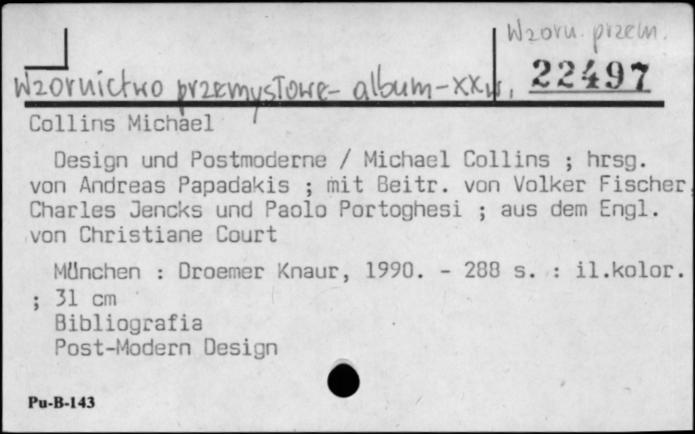 Wzorn. przem.
Wzornictwo przemysłowe - album - XX w. 22497
Collins Michael
Design und Postmoderne / Michael Collins ; hrsg.
von Andreas Papadakis ; mit Beitr. von Volker Fischer,
Charles Jencks und Paolo Portoghesi ; aus dem Engl.
von Christiane Court
München : Droemer Knaur, 1990. - 288 s. : il.kolor.
; 31 cm
Bibliografia
Post-Modern Design
Pu-B-143